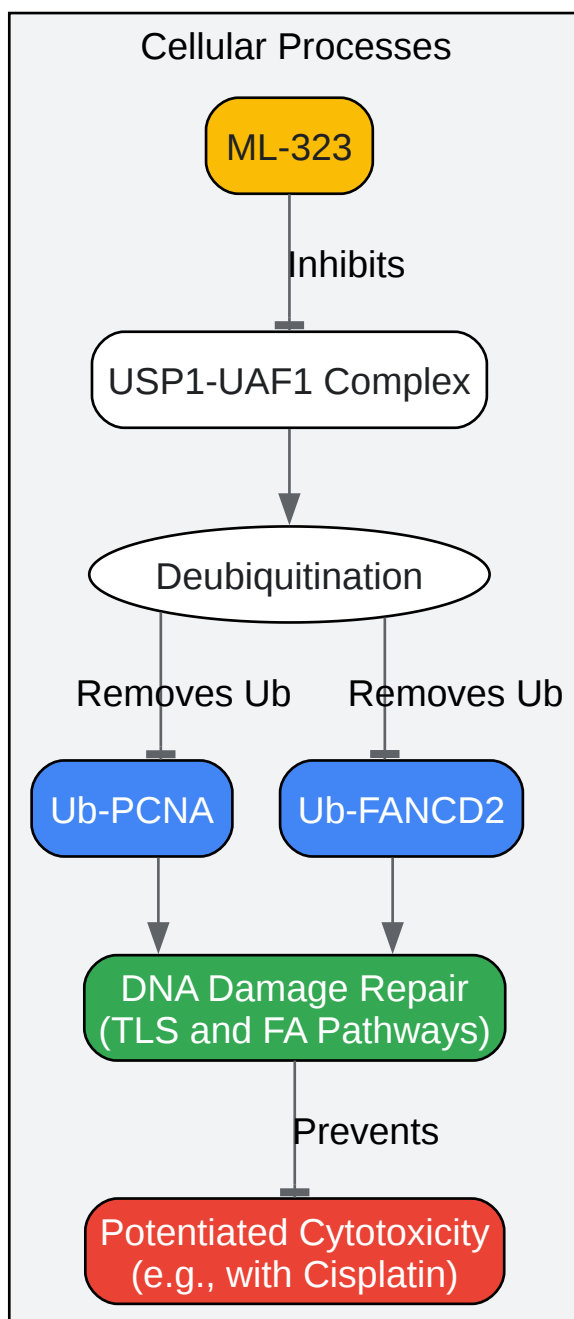 Cellular Processes
ML-323
Inhibits
USP1-UAF1 Complex
Deubiquitination
Removes Ub
Removes Ub
Ub-PCNA
Ub-FANCD2
DNA Damage Repair
(TLS and FA Pathways)
Prevents
Potentiated Cytotoxicity
(e.g., with Cisplatin)